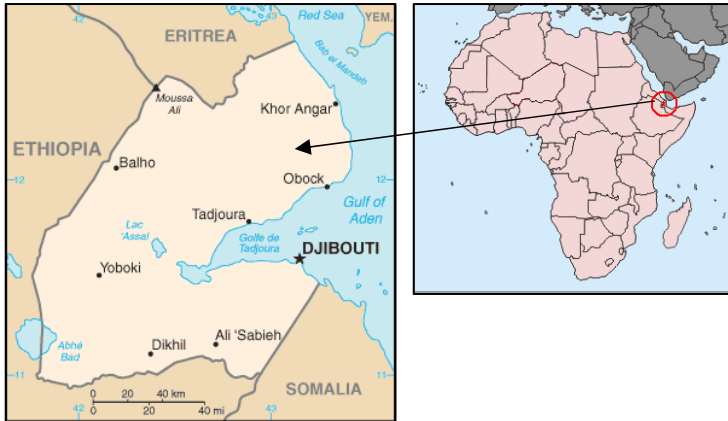 42
43
Red Sea
YEM.
ERITREA
Bab el Mandeb
Moussa
Ali
Khor Angar
ETHIOPIA
Balho
12
12
Obock
Tadjoura
Gulf of
Aden
Lac
'Assal
Golfe de
Tadjoura
DJIBOUTI
Yoboki
Abhé
Bad
Dikhil
Ali 'Sabieh
11
11
SOMALIA
0 20 40 km
0 20 40 mi
42
43